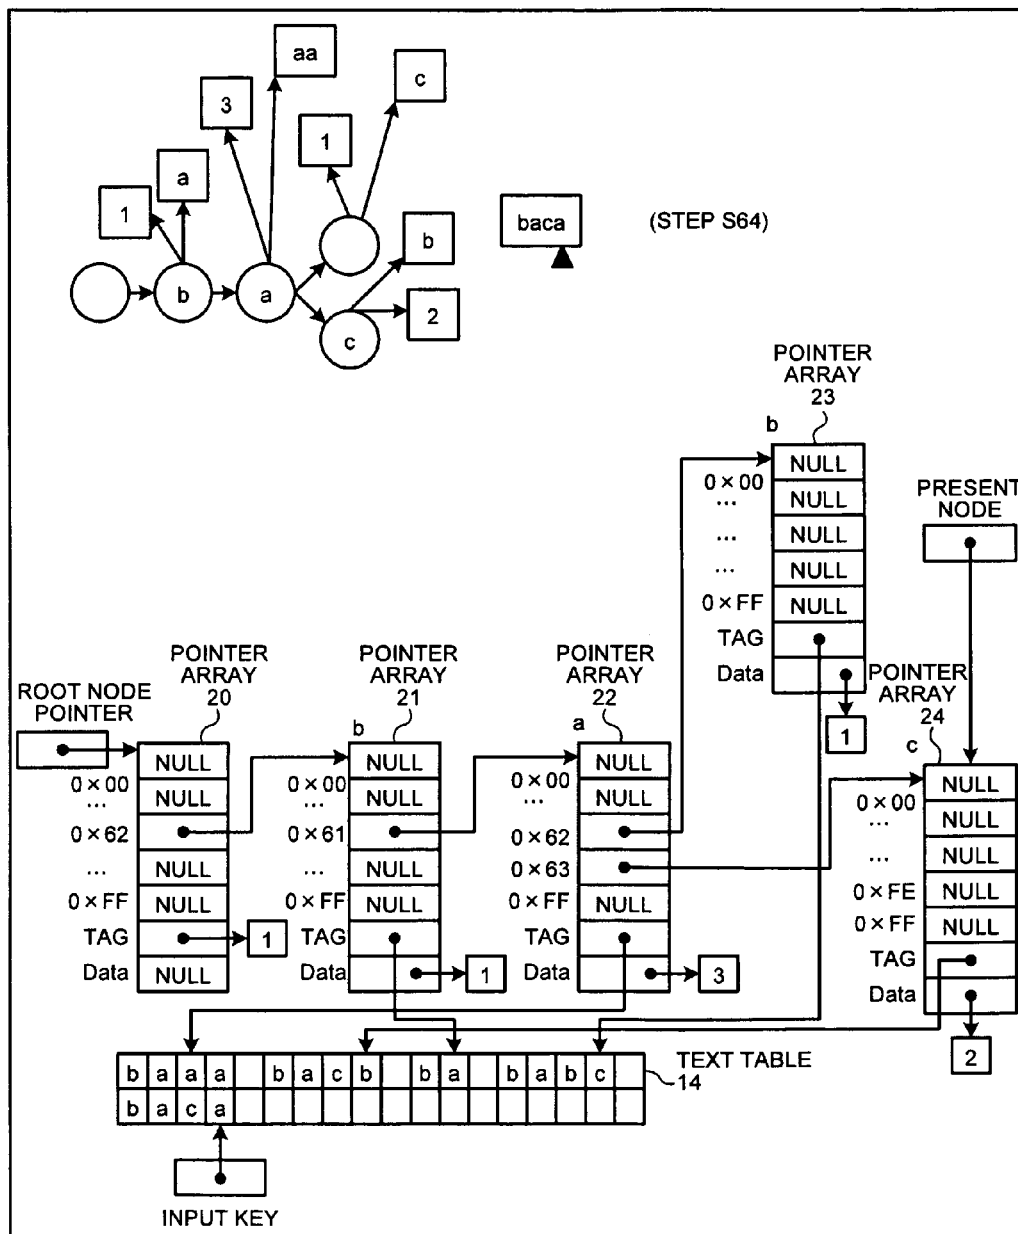 aa
c
3
1
a
1
b
baca
(STEP S64)
b
a
2
c
POINTER
ARRAY
23
b
NULL
0×00
NULL
...
NULL
...
NULL
...
NULL
0×FF
TAG
Data
1
PRESENT
NODE
POINTER
ARRAY
20
POINTER
ARRAY
21
POINTER
ARRAY
22
POINTER
ARRAY
24
ROOT NODE
POINTER
NULL
0×00
NULL
...
0×62
NULL
...
NULL
0×FF
TAG
1
NULL
Data
b
NULL
0×00
NULL
...
0×61
NULL
...
NULL
0×FF
TAG
Data
1
a
NULL
0×00
NULL
...
0×62
0×63
NULL
0×FF
TAG
Data
3
c
NULL
0×00
NULL
...
NULL
...
NULL
0×FE
NULL
0×FF
TAG
Data
2
b a a a b a c b b a b a b c
b a c a
TEXT TABLE
14
INPUT KEY